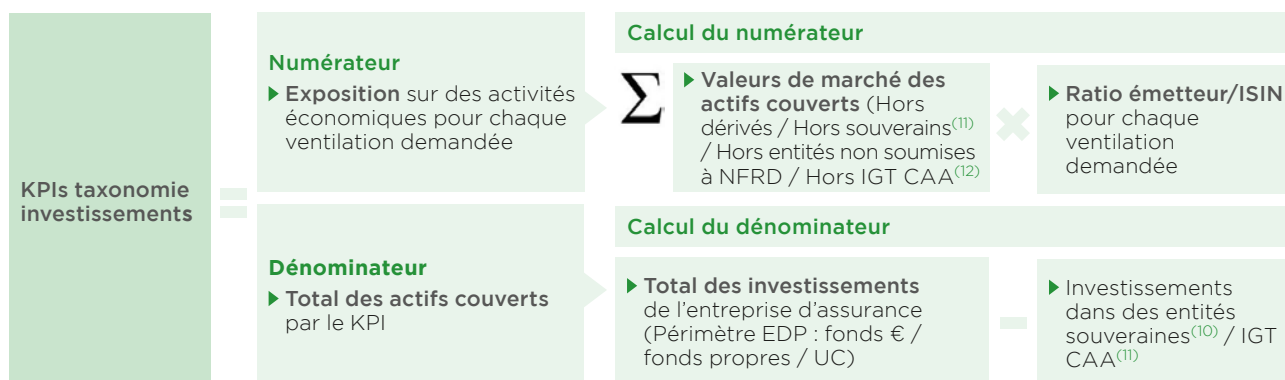 KPIs taxonomie
investissements
=
Numérateur
▶ Exposition sur des activités
économiques pour chaque
ventilation demandée
Calcul du numérateur
Σ
▶ Valeurs de marché des
actifs couverts (Hors
dérivés / Hors souverains(11)
/ Hors entités non soumises
à NFRD / Hors IGT CAA(12)
×
▶ Ratio émetteur/ISIN
pour chaque
ventilation
demandée
Dénominateur
▶ Total des actifs couverts
par le KPI
Calcul du dénominateur
▶ Total des investissements
de l'entreprise d'assurance
(Périmètre EDP : fonds € /
fonds propres / UC)
−
▶ Investissements
dans des entités
souveraines(10) / IGT
CAA(11)